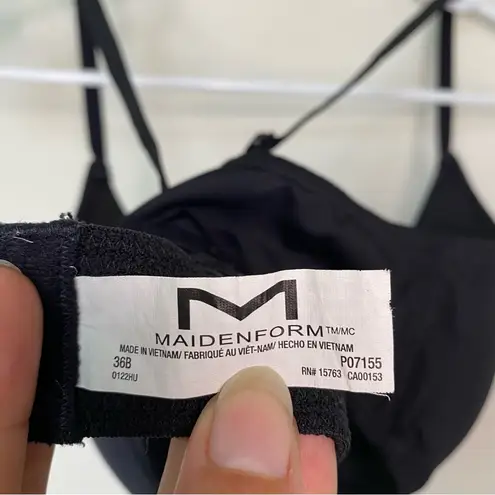 M
MAIDENFORM TM/MC
MADE IN VIETNAM/ FABRIQUÉ AU VIÊT-NAM/ HECHO EN VIETNAM
36B P07155
0122HU RN# 15763 CA00153